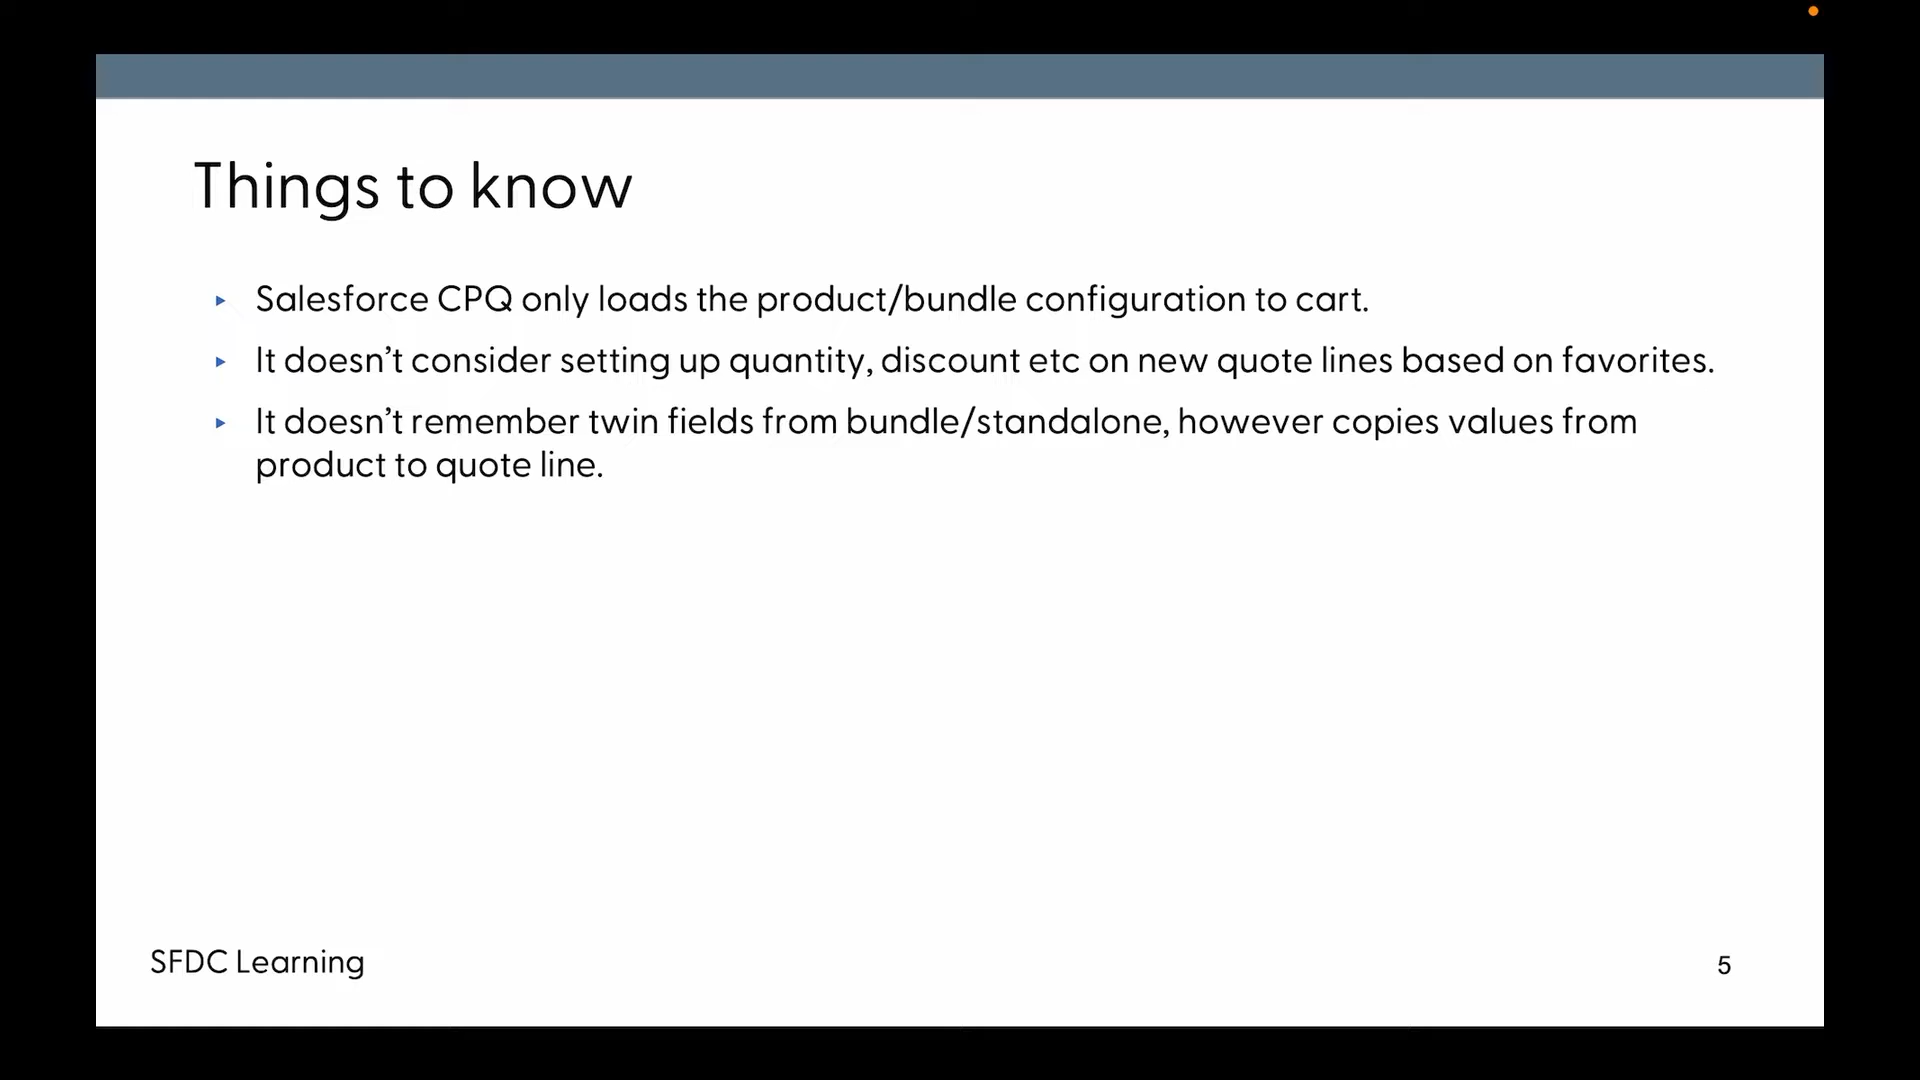 Things to know
Salesforce CPQ only loads the product/bundle configuration to cart.
It doesn’t consider setting up quantity, discount etc on new quote lines based on favorites.
It doesn’t remember twin fields from bundle/standalone, however copies values from
product to quote line.
SFDC Learning
5